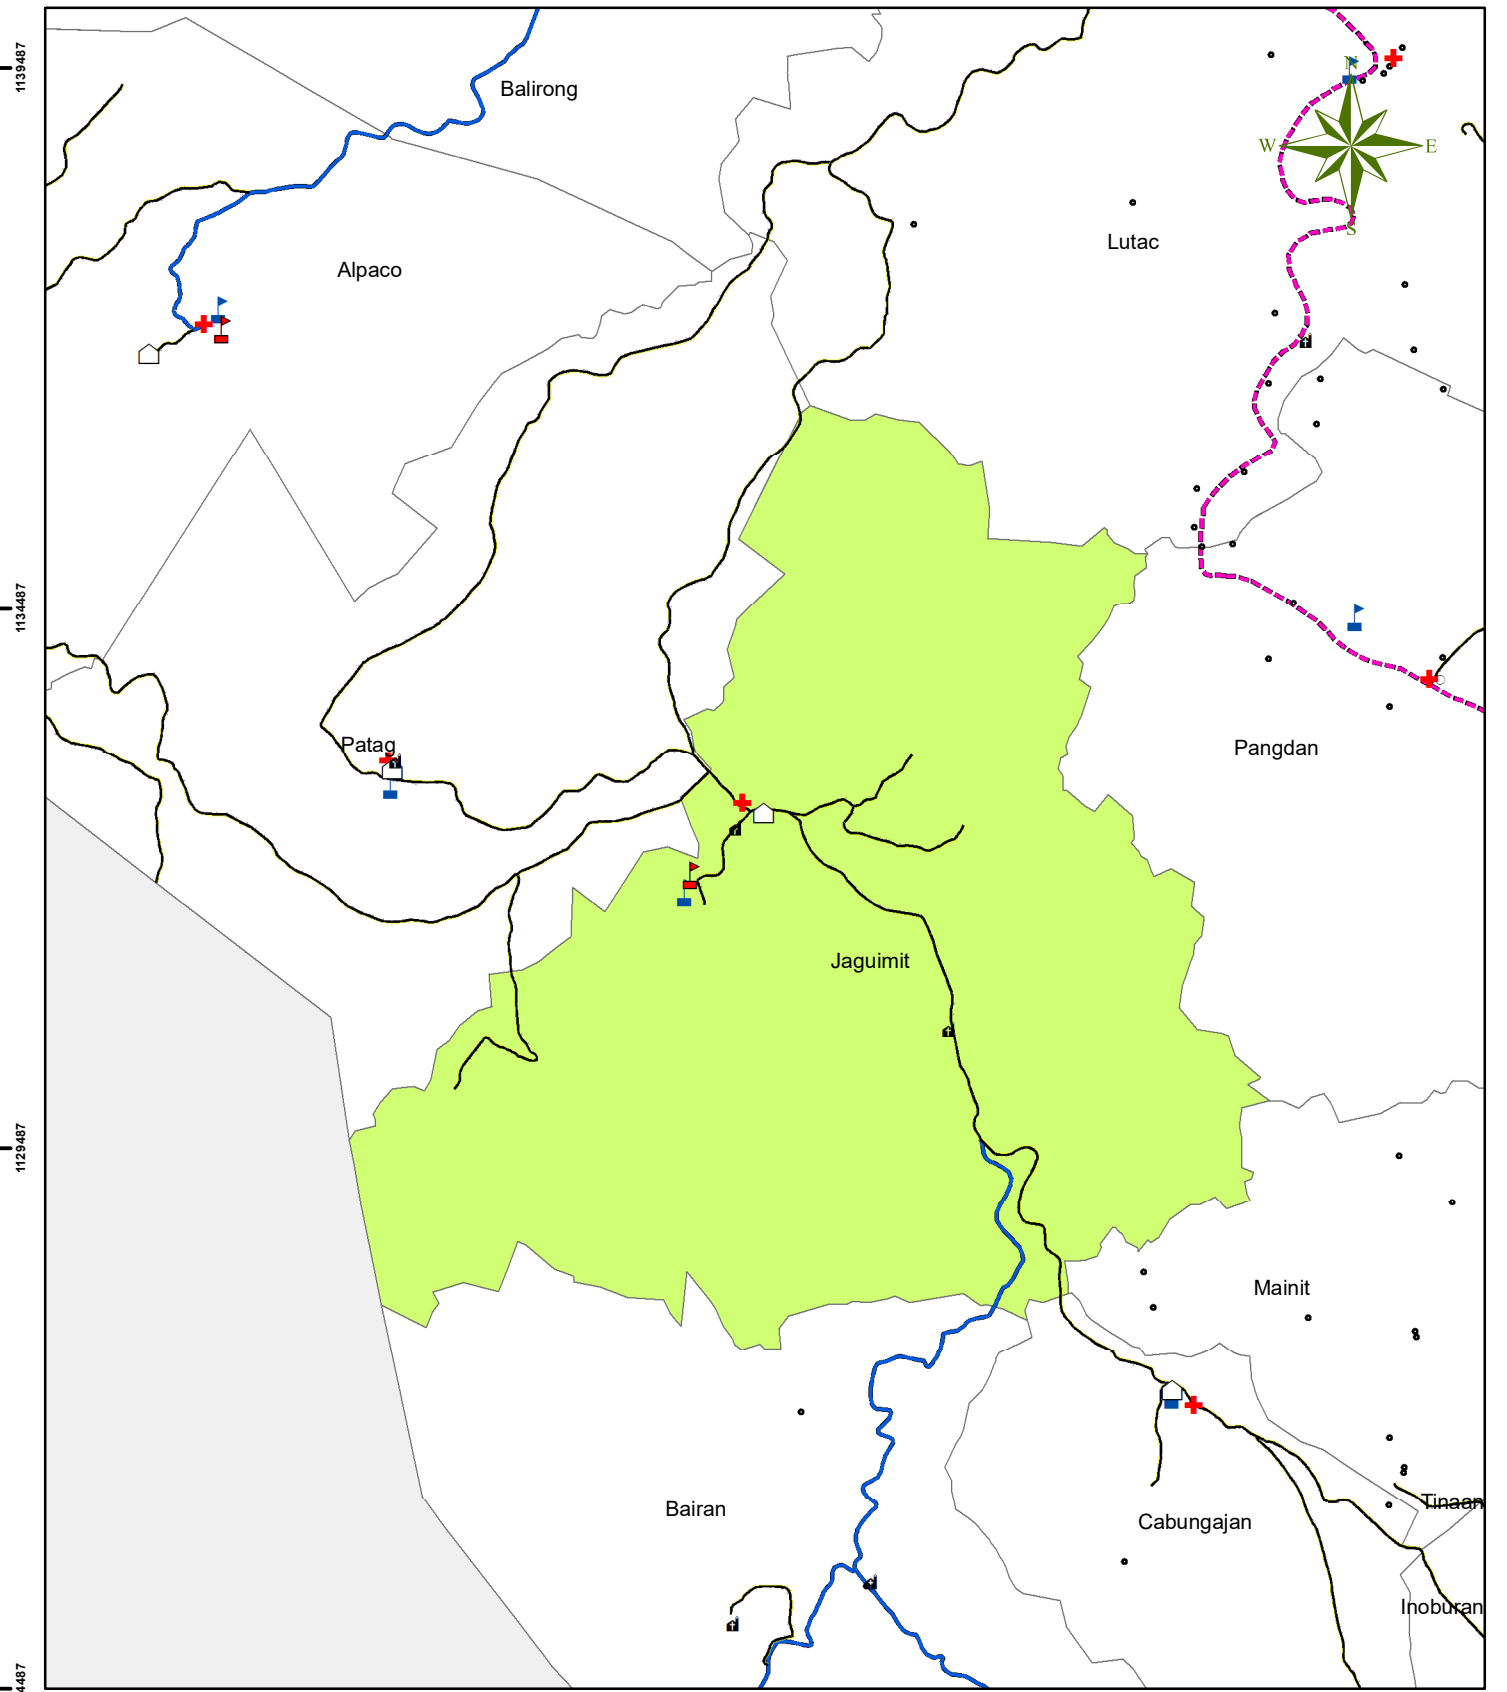 1139487
Balirong
N
W
E
S
Lutac
Alpaco
1134487
Patag
Pangdan
Jaguimit
1129487
Mainit
Bairan
Tinaan
Cabungajan
Inoburan
4487